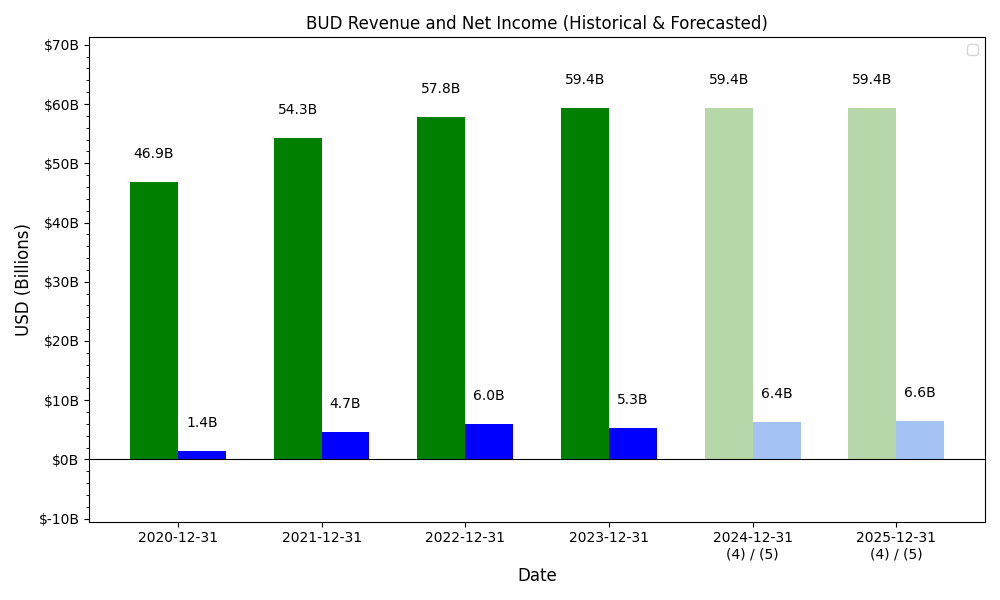 BUD Revenue and Net Income (Historical & Forecasted)
$70B
$60B
$50B
$40B
$30B
$20B
$10B
$0B
$-10B
USD (Billions)
46.9B
1.4B
54.3B
4.7B
57.8B
6.0B
59.4B
5.3B
59.4B
6.4B
59.4B
6.6B
2020-12-31
2021-12-31
2022-12-31
2023-12-31
2024-12-31
(4) / (5)
2025-12-31
(4) / (5)
Date